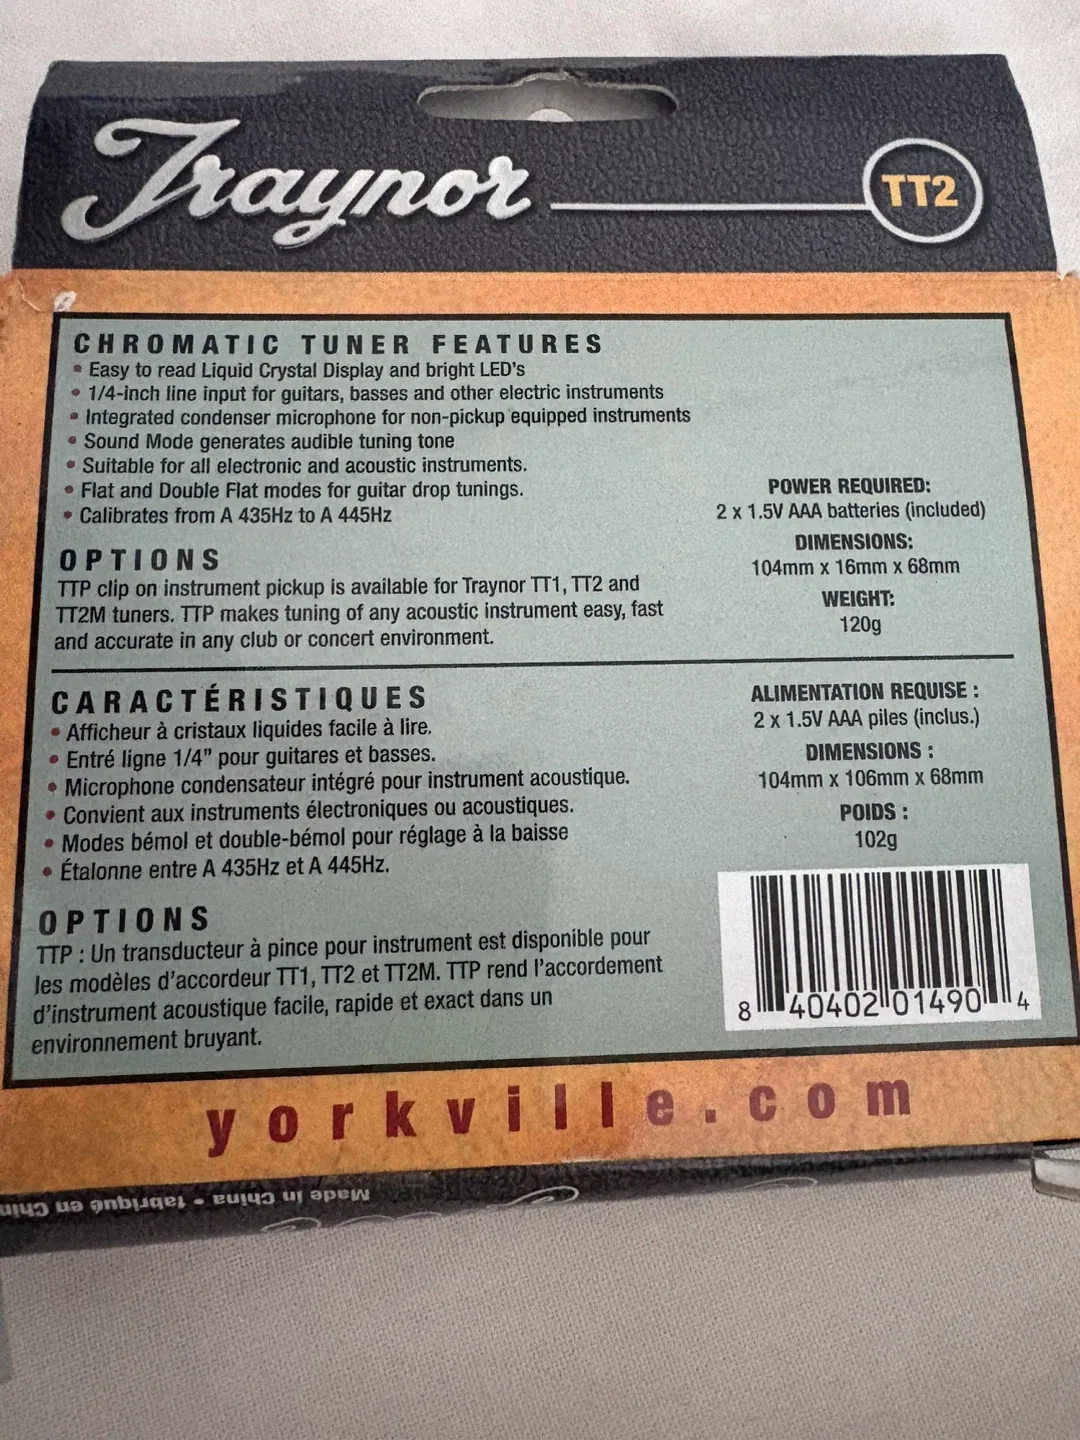 Traynor
TT2
CHROMATIC TUNER FEATURES
• Easy to read Liquid Crystal Display and bright LED's
• 1/4-inch line input for guitars, basses and other electric instruments
• Integrated condenser microphone for non-pickup equipped instruments
• Sound Mode generates audible tuning tone
• Suitable for all electronic and acoustic instruments.
• Flat and Double Flat modes for guitar drop tunings.
• Calibrates from A 435Hz to A 445Hz
OPTIONS
TTP clip on instrument pickup is available for Traynor TT1, TT2 and
TT2M tuners. TTP makes tuning of any acoustic instrument easy, fast
and accurate in any club or concert environment.
POWER REQUIRED:
2 x 1.5V AAA batteries (included)
DIMENSIONS:
104mm x 16mm x 68mm
WEIGHT:
120g
CARACTÉRISTIQUES
• Afficheur à cristaux liquides facile à lire.
• Entré ligne 1/4" pour guitares et basses.
• Microphone condensateur intégré pour instrument acoustique.
• Convient aux instruments électroniques ou acoustiques.
• Modes bémol et double-bémol pour réglage à la baisse
• Étalonne entre A 435Hz et A 445Hz.
OPTIONS
TTP : Un transducteur à pince pour instrument est disponible pour
les modèles d'accordeur TT1, TT2 et TT2M. TTP rend l'accordement
d'instrument acoustique facile, rapide et exact dans un
environnement bruyant.
ALIMENTATION REQUISE :
2 x 1.5V AAA piles (inclus.)
DIMENSIONS :
104mm x 106mm x 68mm
POIDS :
102g
8 40402 01490 4
yorkville.com
Made in China • fabriqué en Chin